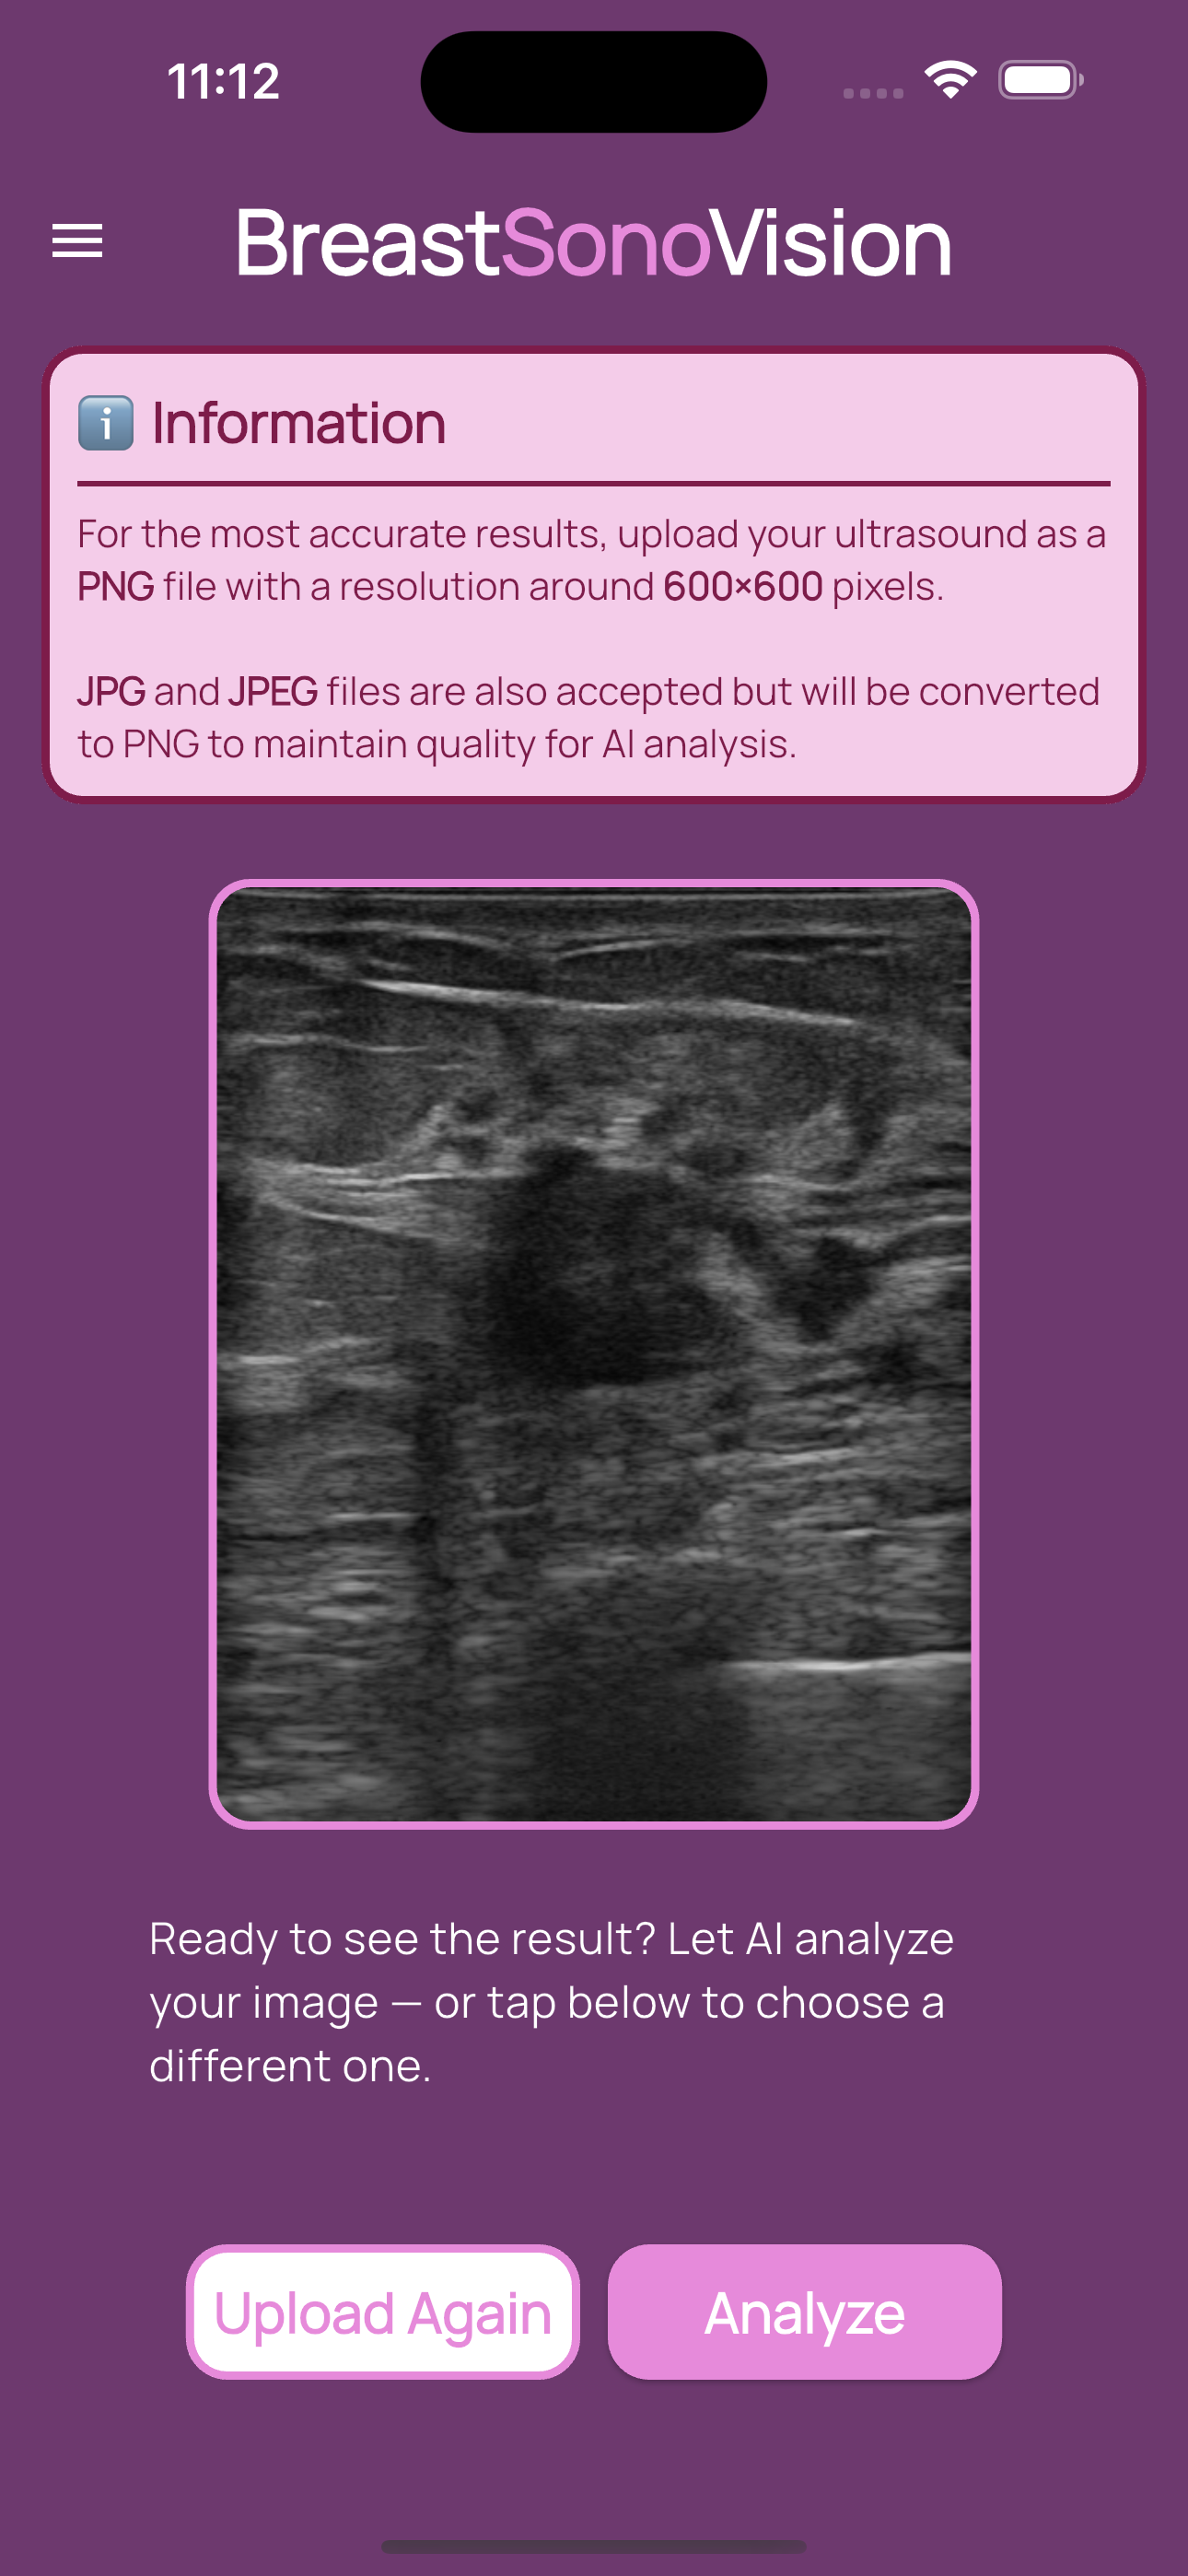 11:12
BreastSonoVision
Information
For the most accurate results, upload your ultrasound as a
PNG file with a resolution around 600×600 pixels.
JPG and JPEG files are also accepted but will be converted
to PNG to maintain quality for AI analysis.
Ready to see the result? Let AI analyze
your image — or tap below to choose a
different one.
Upload Again
Analyze